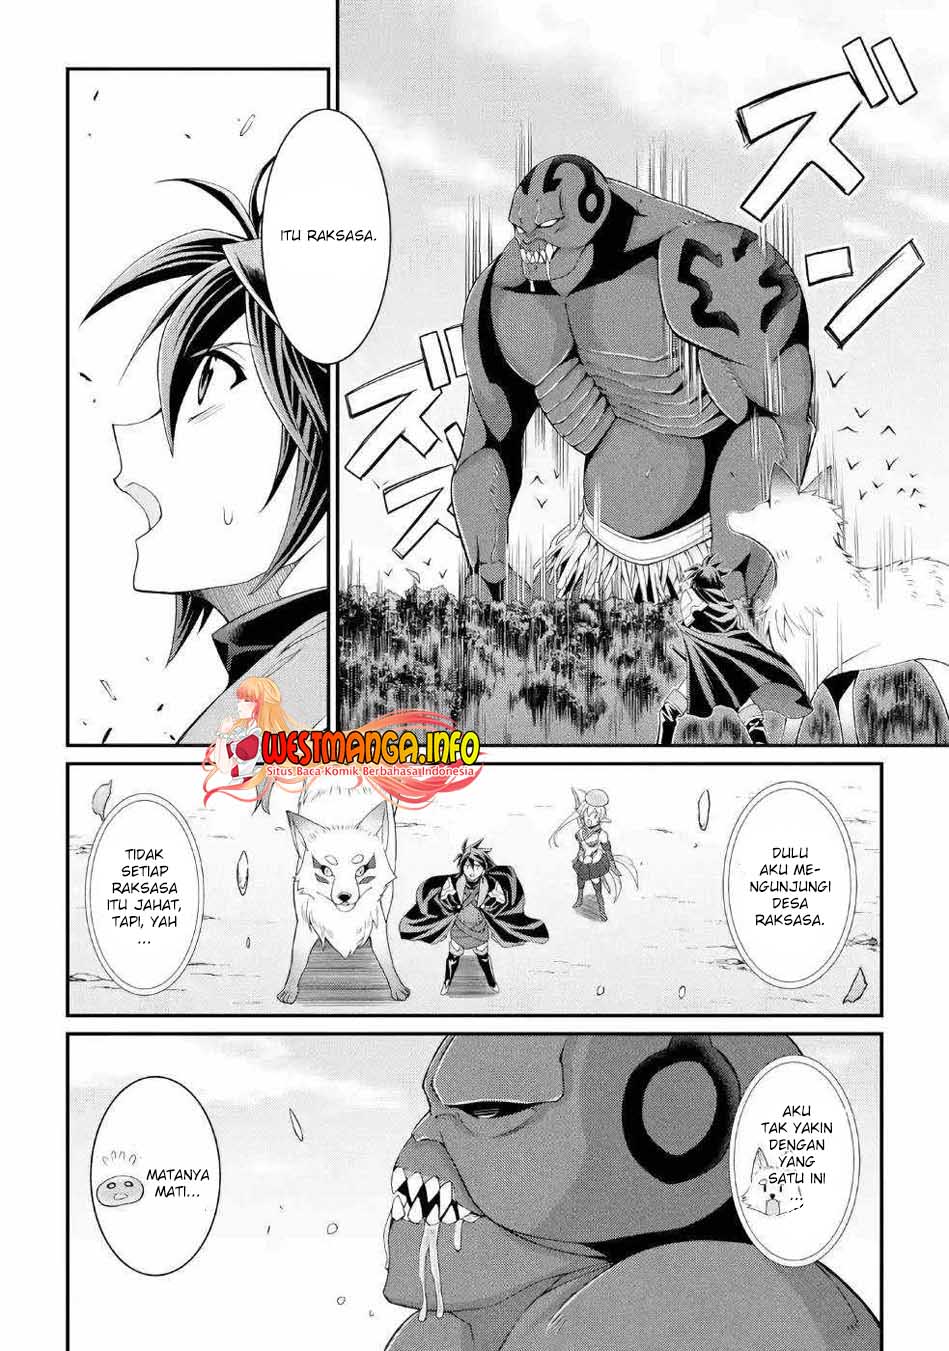 ズズン
ズズ
ITU RAKSASA.
WESTMANGA.INFO
Situs Baca Komik Berbahasa Indonesia
DULU
AKU ME-
NGUNJUNGI
DESA
RAKSASA.
TIDAK
SETIAP
RAKSASA
ITU JAHAT,
TAPI, YAH
...
AKU
TAK YAKIN
DENGAN
YANG
SATU INI
...
MATANYA
MATI...